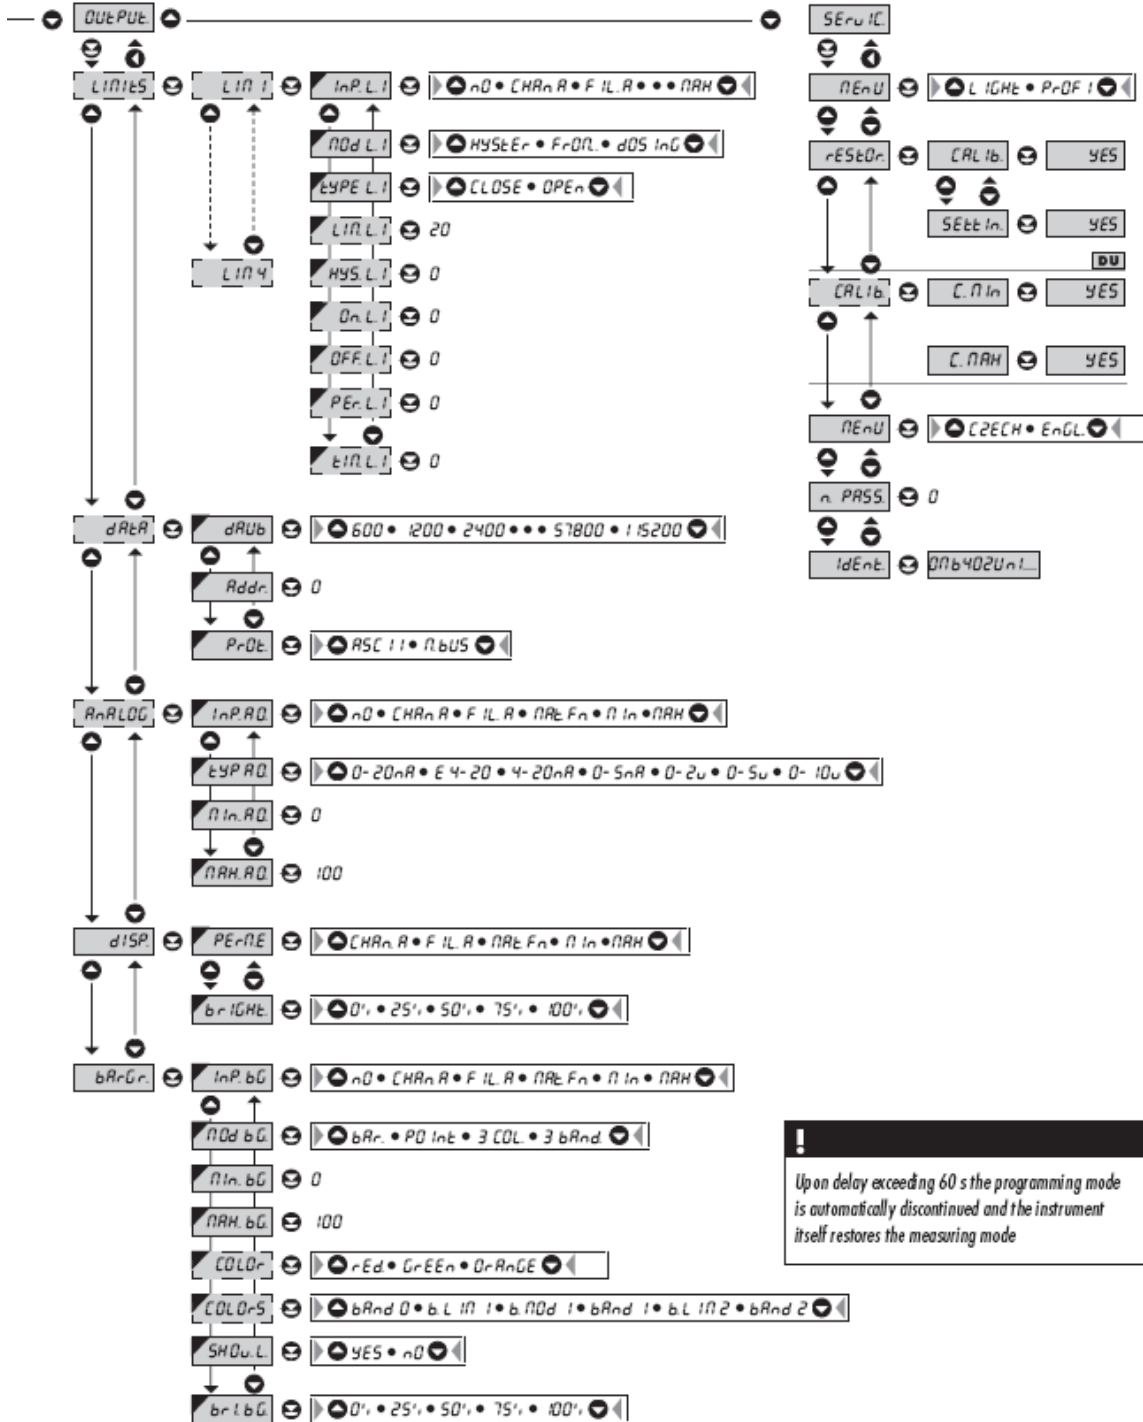 OUtPUt.
LIMItS LIM 1 InP. L.1 nO • CHAn A • FIL. A • • • MAX
MOd L.1 HYStEr • FrOM. • dOSInG
tYPE L.1 CLOSE • OPEn
LIM. L.1 20
LIM 4 HYS. L.1 0
On. L.1 0
OFF. L.1 0
PEr. L.1 0
tIM. L.1 0
dAtA dAUb 600 • 1200 • 2400 • • • 57800 • 115200
Addr. 0
PrOt. ASCII • M.bUS
AnALOG InP. AO. nO • CHAn A • FIL. A • MAt. Fn • MIn • MAX
tYP AO. 0-20mA • E 4-20 • 4-20mA • 0-5mA • 0-2v • 0-5v • 0-10v
MIn. AO. 0
MAX. AO. 100
dISP. PErM.E CHAn. A • FIL. A • MAt. Fn • MIn • MAX
brIGHt. 0% • 25% • 50% • 75% • 100%
bArGr. InP. bG nO • CHAn A • FIL. A • MAt. Fn • MIn • MAX
MOd bG. bAr. • POInt • 3 COL. • 3 bAnd.
MIn. bG 0
MAX. bG. 100
COLOr rEd. • GrEEn • OrAnGE
COLOrS bAnd 0 • b. LIM 1 • b. MOd 1 • bAnd 1 • b. LIM 2 • bAnd 2
SHOv. L. YES • nO
brI. bG. 0% • 25% • 50% • 75% • 100%
SErvIC.
MEnU LIGHt • PrOFI
rEStOr. CALIb. YES
SEttIn. YES
DU
CALIb. C. MIn YES
C. MAX YES
MEnU CZECH • EnGL.
n. PASS. 0
IdEnt. OMb402UnI....
!
Upon delay exceeding 60 s the programming mode
is automatically discontinued and the instrument
itself restores the measuring mode